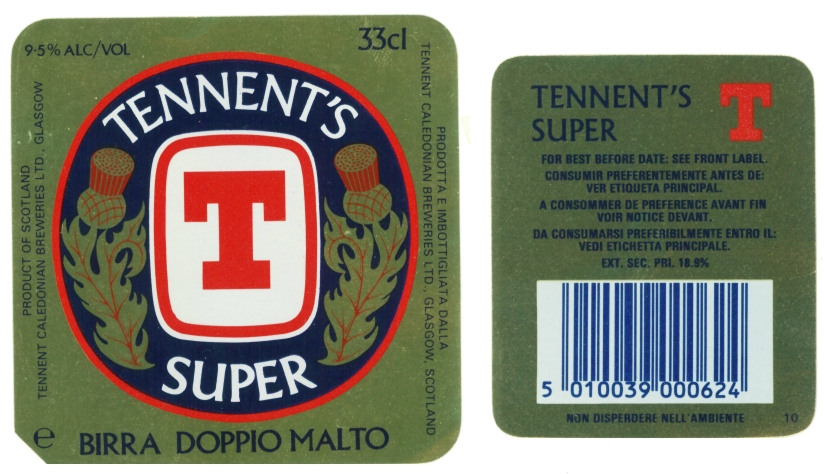 9·5% ALC/VOL
33cl
TENNENT'S
T
SUPER
PRODUCT OF SCOTLAND
TENNENT CALEDONIAN BREWERIES LTD., GLASGOW
PRODOTTA E IMBOTTIGLIATA DALLA
TENNENT CALEDONIAN BREWERIES LTD., GLASGOW, SCOTLAND
e BIRRA DOPPIO MALTO
TENNENT'S
SUPER
T
FOR BEST BEFORE DATE: SEE FRONT LABEL.
CONSUMIR PREFERENTEMENTE ANTES DE:
VER ETIQUETA PRINCIPAL.
A CONSOMMER DE PREFERENCE AVANT FIN
VOIR NOTICE DEVANT.
DA CONSUMARSI PREFERIBILMENTE ENTRO IL:
VEDI ETICHETTA PRINCIPALE.
EXT. SEC. PRI. 18.9%
5 010039 000624
NON DISPERDERE NELL'AMBIENTE 10